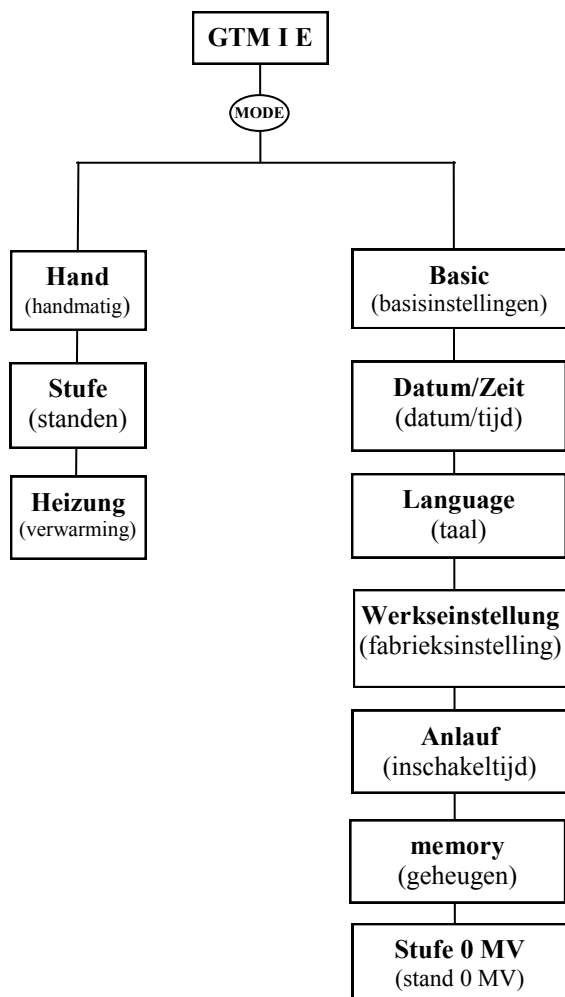 GTM I E
MODE
Hand
(handmatig)
Stufe
(standen)
Heizung
(verwarming)
Basic
(basisinstellingen)
Datum/Zeit
(datum/tijd)
Language
(taal)
Werkseinstellung
(fabrieksinstelling)
Anlauf
(inschakeltijd)
memory
(geheugen)
Stufe 0 MV
(stand 0 MV)